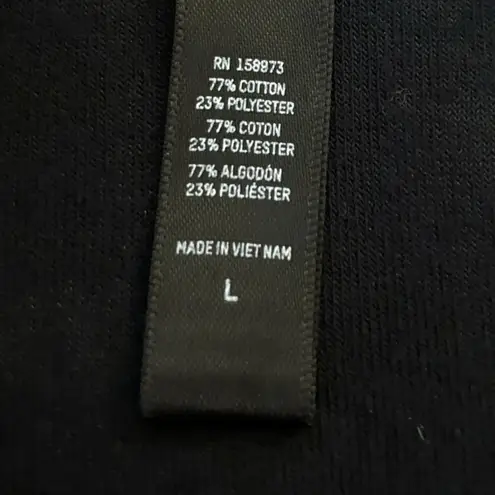 RN 158973
77% COTTON
23% POLYESTER
77% COTON
23% POLYESTER
77% ALGODÓN
23% POLIÉSTER
MADE IN VIET NAM
L